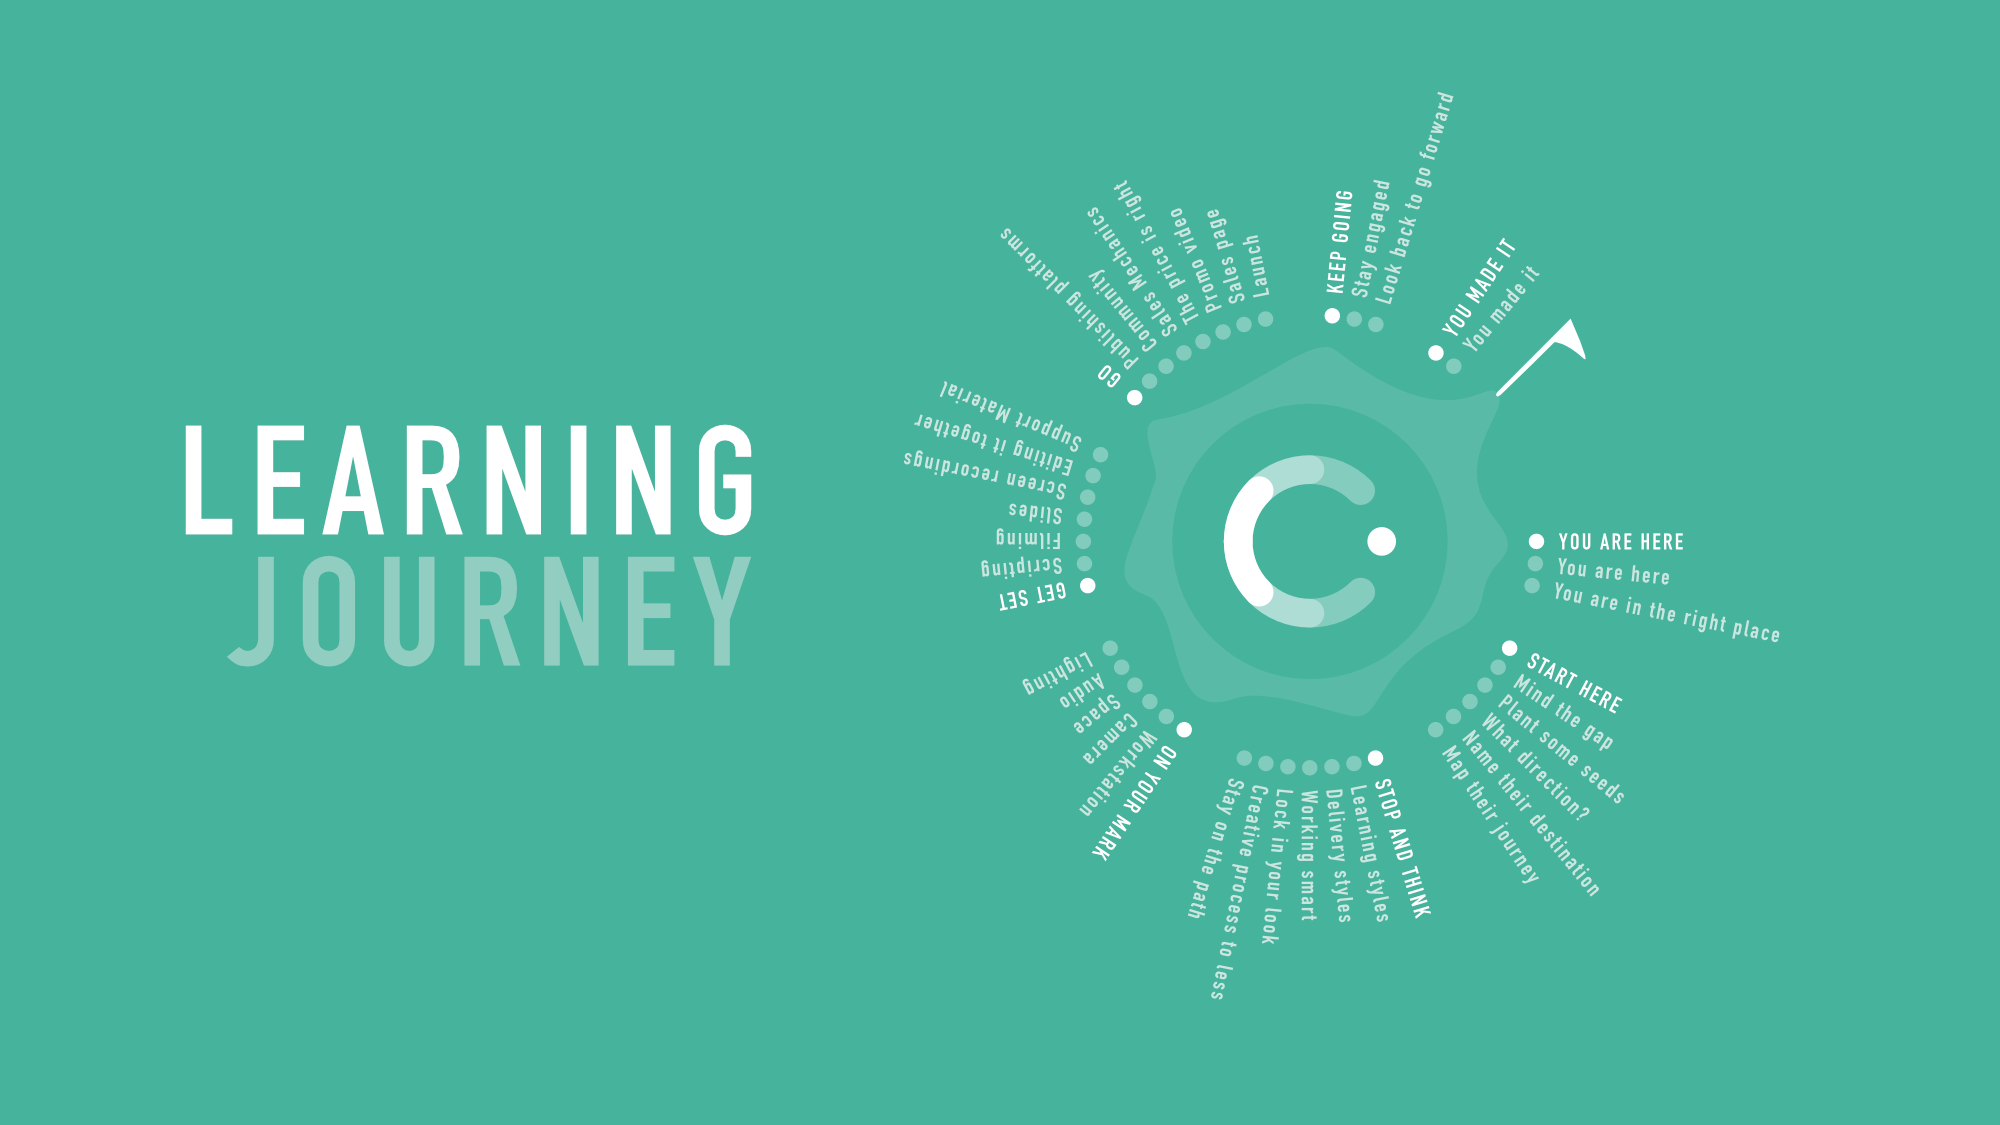 LEARNING
JOURNEY
YOU ARE HERE
You are here
You are in the right place
START HERE
Mind the gap
Plant some seeds
What direction?
Name their destination
Map their journey
STOP AND THINK
Learning styles
Delivery styles
Working smart
Lock in your look
Creative process to less
Stay on the path
ON YOUR MARK
Workstation
Camera
Space
Audio
Lighting
GET SET
Scripting
Filming
Slides
Screen recordings
Editing it together
Support Material
GO
Publishing platforms
Community
Sales Mechanics
The price is right
Promo video
Sales page
Launch
KEEP GOING
Stay engaged
Look back to go forward
YOU MADE IT
You made it